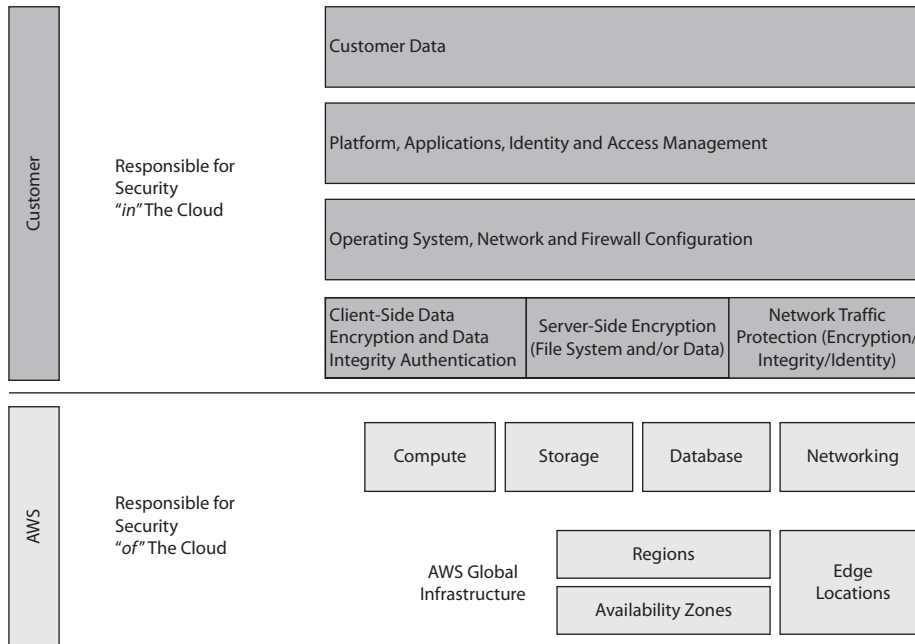 Customer
Responsible for
Security
“in” The Cloud
Customer Data
Platform, Applications, Identity and Access Management
Operating System, Network and Firewall Configuration
Client-Side Data
Encryption and Data
Integrity Authentication
Server-Side Encryption
(File System and/or Data)
Network Traffic
Protection (Encryption/
Integrity/Identity)
AWS
Responsible for
Security
“of” The Cloud
Compute
Storage
Database
Networking
AWS Global
Infrastructure
Regions
Availability Zones
Edge
Locations